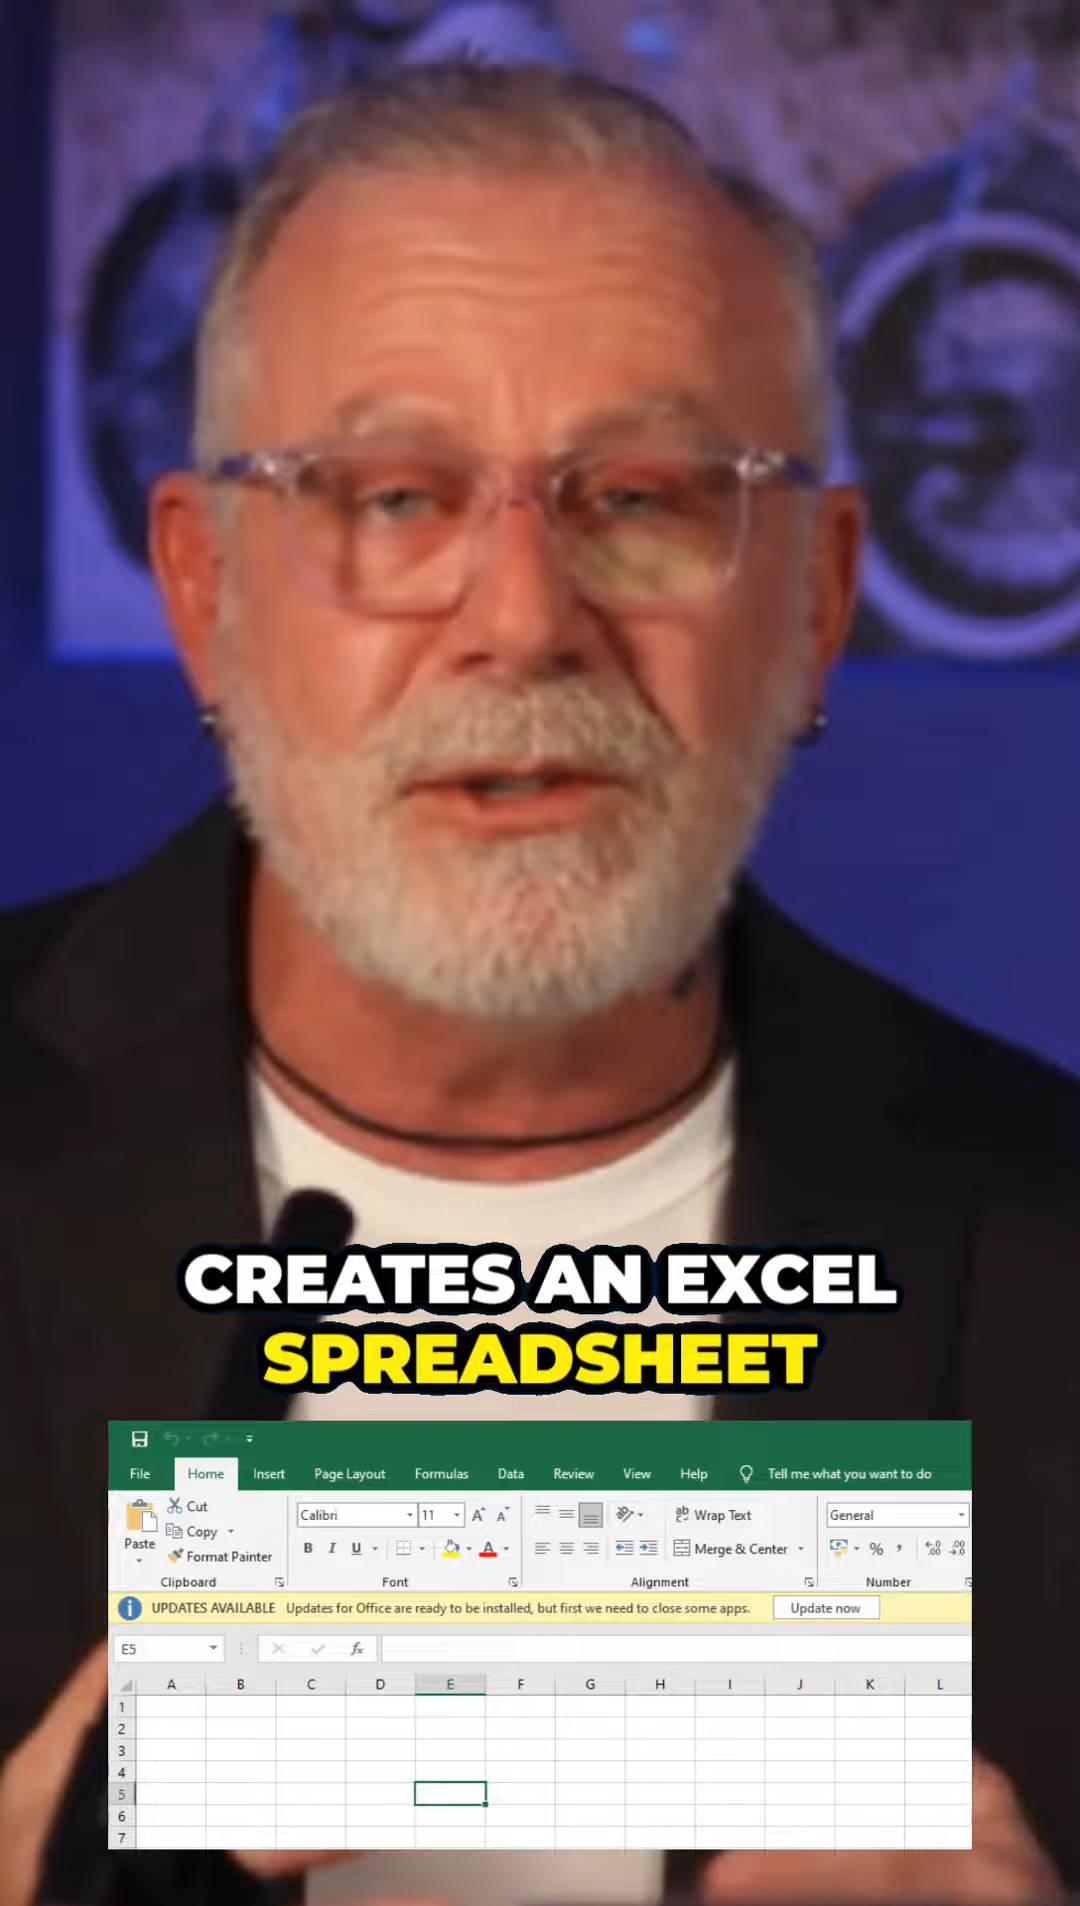 CREATES AN EXCEL
SPREADSHEET
File Home Insert Page Layout Formulas Data Review View Help Tell me what you want to do
Paste
Cut
Copy
Format Painter
Clipboard
Calibri 11 A A
B I U A
Font
ab Wrap Text
Merge & Center
Alignment
General
% ,
Number
UPDATES AVAILABLE Updates for Office are ready to be installed, but first we need to close some apps. Update now
E5 fx
A B C D E F G H I J K L
1
2
3
4
5
6
7